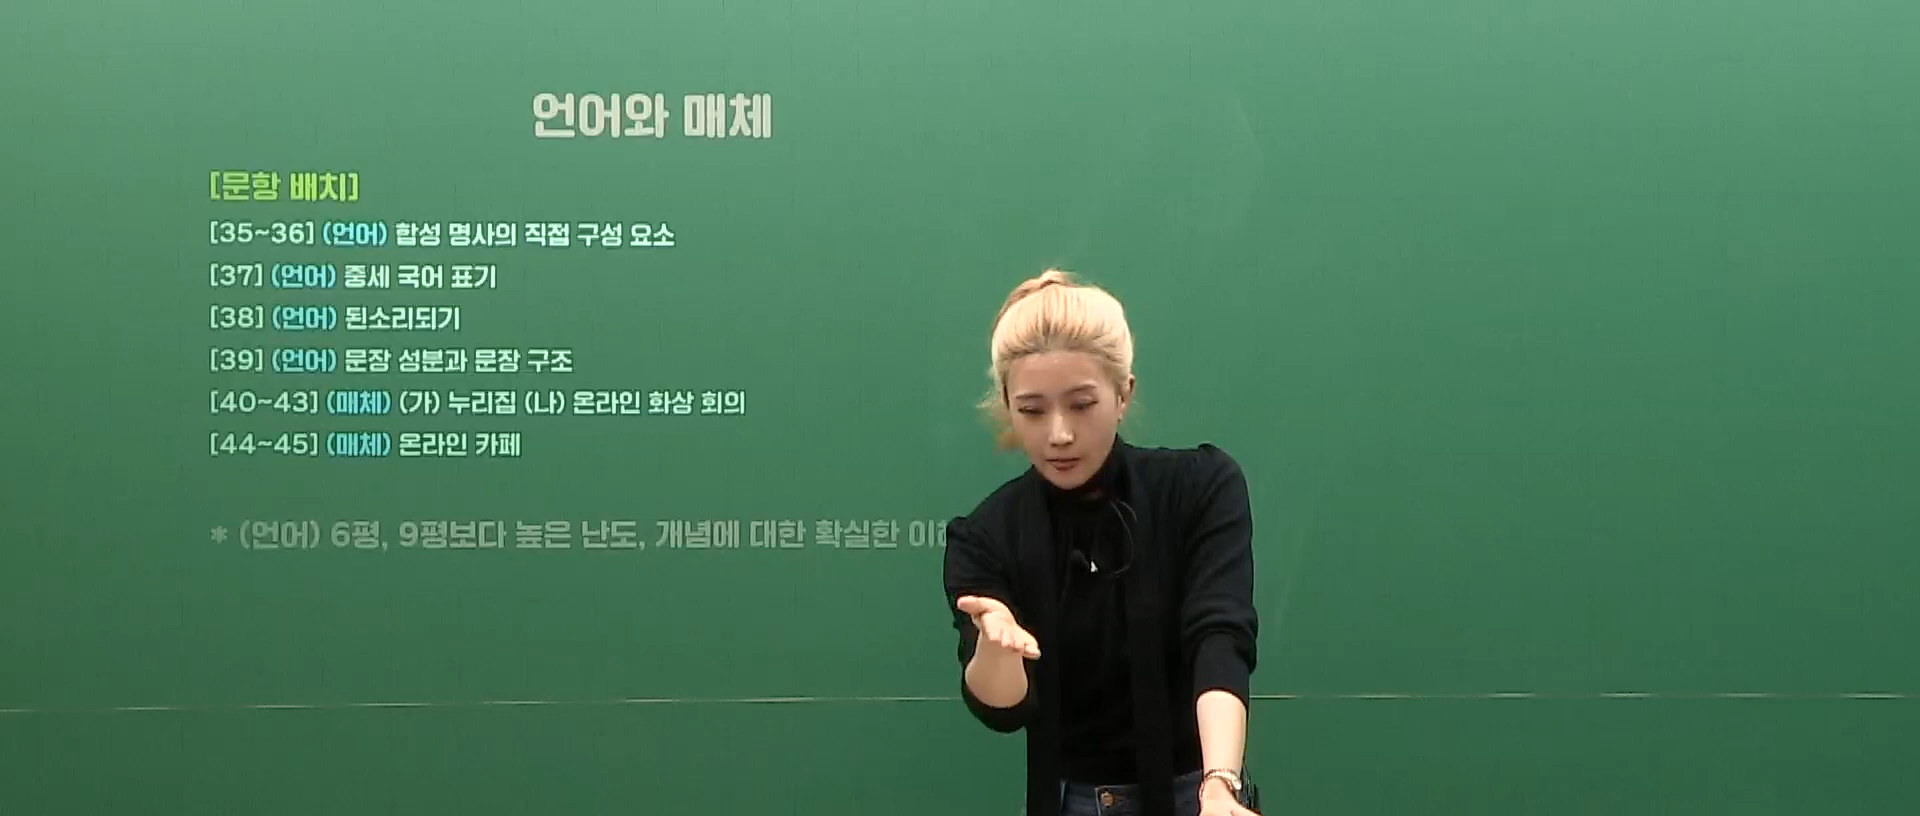 언어와 매체
[문항 배치]
[35~36] (언어) 합성 명사의 직접 구성 요소
[37] (언어) 중세 국어 표기
[38] (언어) 된소리되기
[39] (언어) 문장 성분과 문장 구조
[40~43] (매체) (가) 누리집 (나) 온라인 화상 회의
[44~45] (매체) 온라인 카페
* (언어) 6평, 9평보다 높은 난도, 개념에 대한 확실한